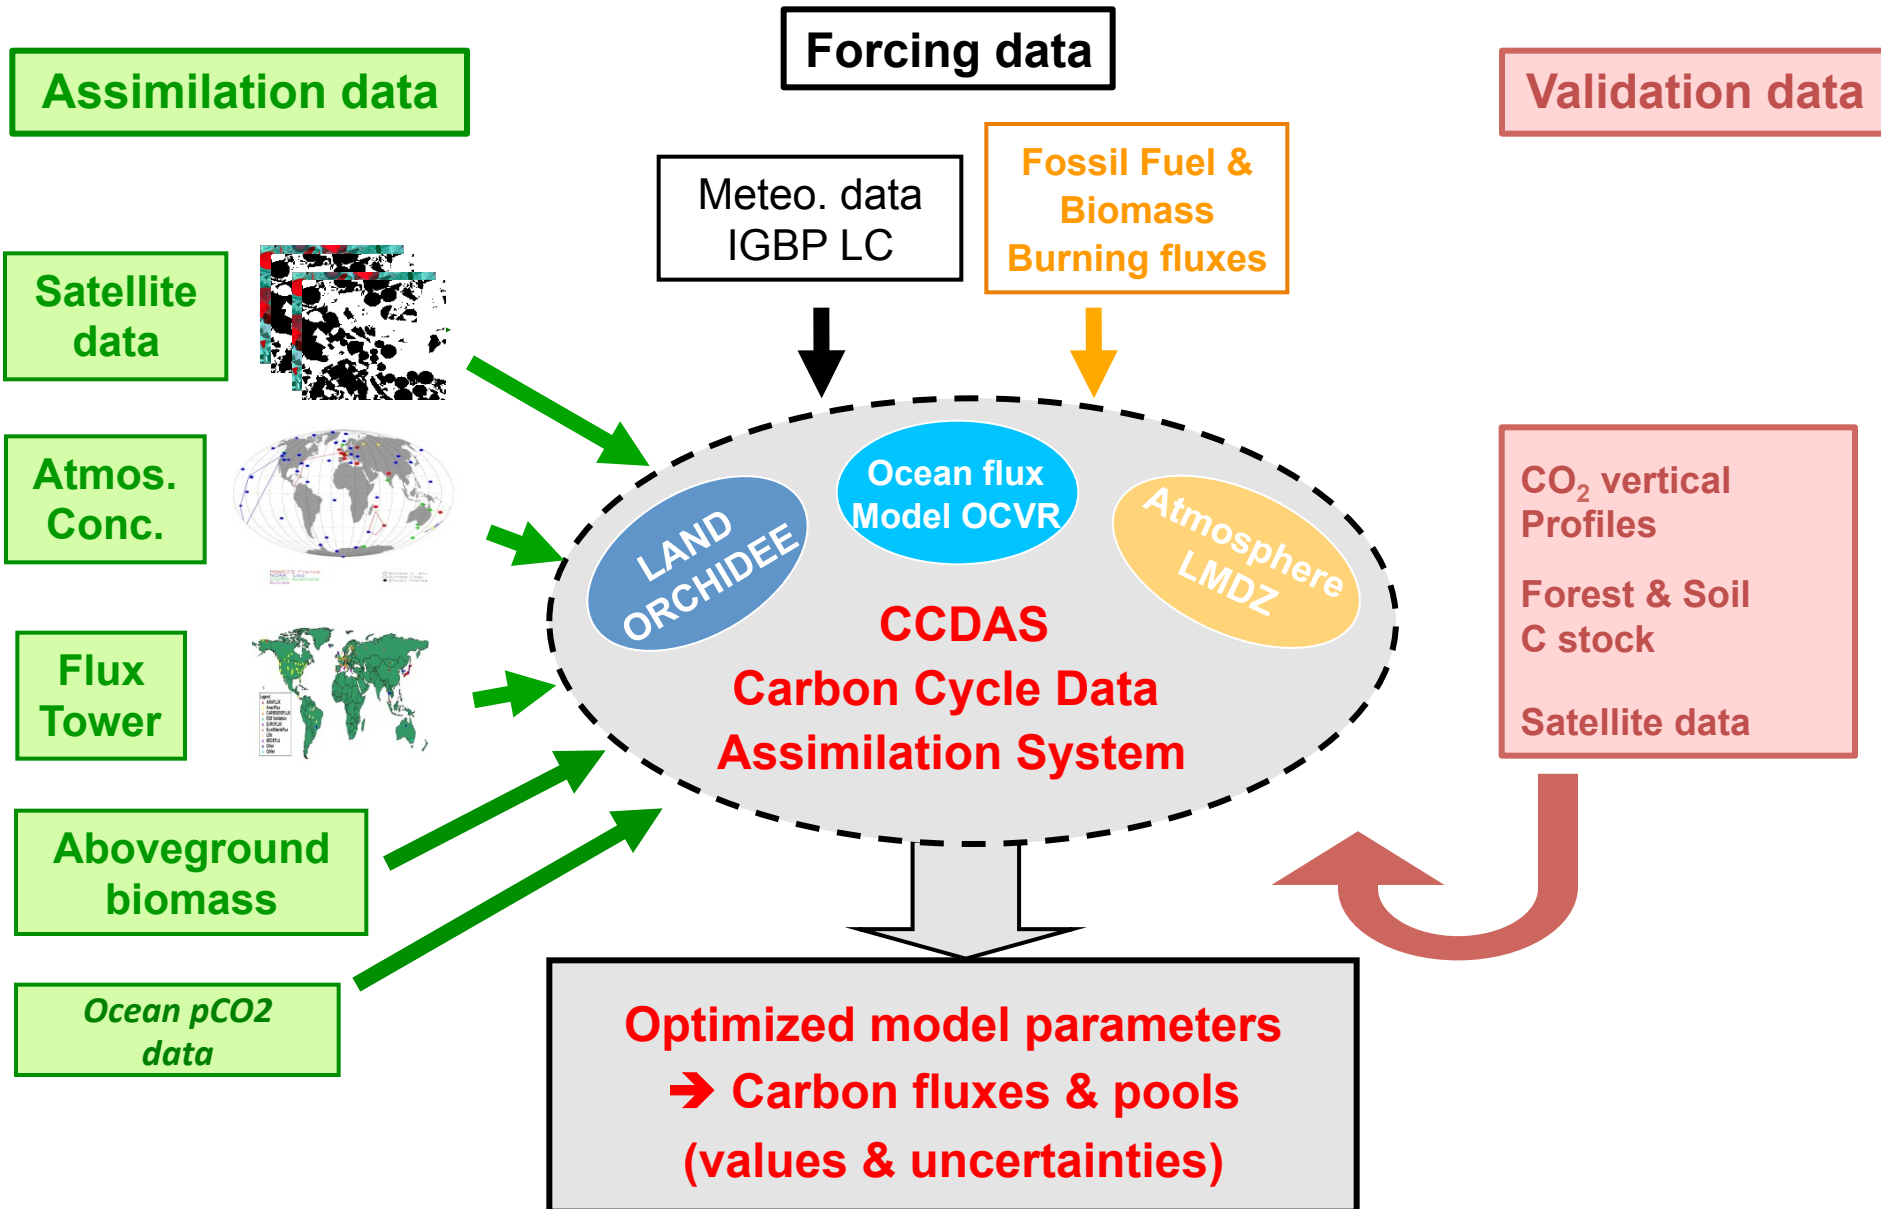 Forcing data
Assimilation data
Validation data
Meteo. data
IGBP LC
Fossil Fuel &
Biomass
Burning fluxes
Satellite
data
Atmos.
Conc.
Flux
Tower
Aboveground
biomass
Ocean pCO2
data
LAND
ORCHIDEE
Ocean flux
Model OCVR
Atmosphere
LMDZ
CCDAS
Carbon Cycle Data
Assimilation System
CO₂ vertical
Profiles
Forest & Soil
C stock
Satellite data
Optimized model parameters
➔ Carbon fluxes & pools
(values & uncertainties)